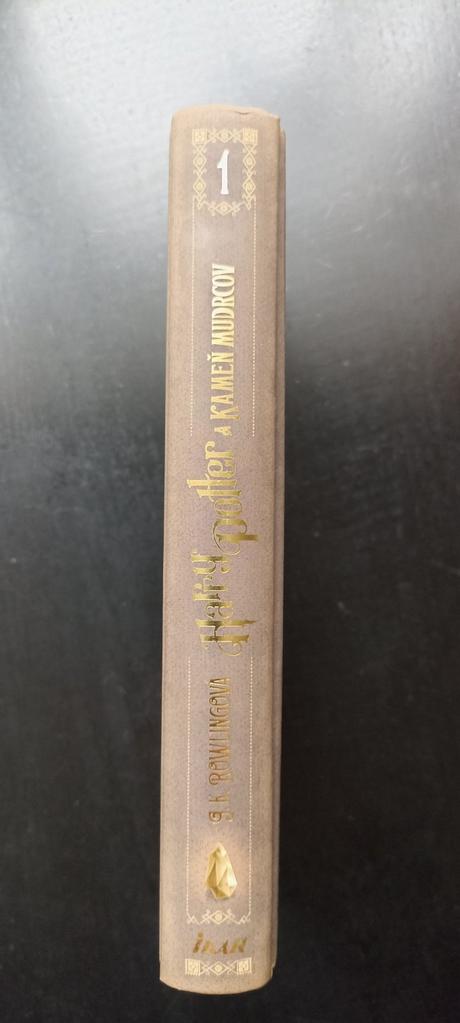 1
J. K. ROWLINGOVÁ
Harry Potter A KAMEŇ MUDRCOV
IKAR